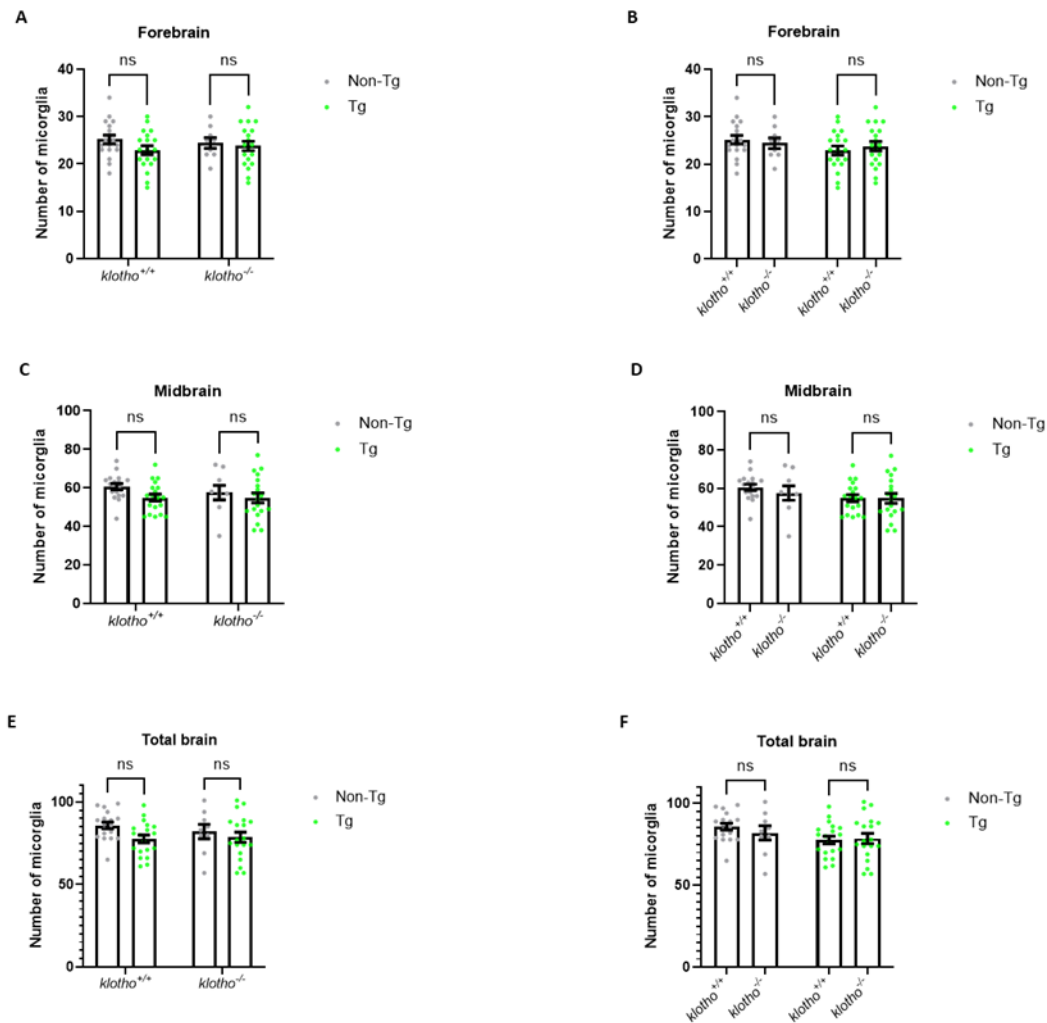 A
Forebrain
ns
ns
Non-Tg
Tg
Number of micorglia
40
30
20
10
0
klotho+/+
klotho-/-
B
Forebrain
ns
ns
Non-Tg
Tg
Number of micorglia
40
30
20
10
0
klotho+/+
klotho-/-
klotho+/+
klotho-/-
C
Midbrain
ns
ns
Non-Tg
Tg
Number of micorglia
100
80
60
40
20
0
klotho+/+
klotho-/-
D
Midbrain
ns
ns
Non-Tg
Tg
Number of micorglia
100
80
60
40
20
0
klotho+/+
klotho-/-
klotho+/+
klotho-/-
E
Total brain
ns
ns
Non-Tg
Tg
Number of micorglia
100
50
0
klotho+/+
klotho-/-
F
Total brain
ns
ns
Non-Tg
Tg
Number of micorglia
100
50
0
klotho+/+
klotho-/-
klotho+/+
klotho-/-